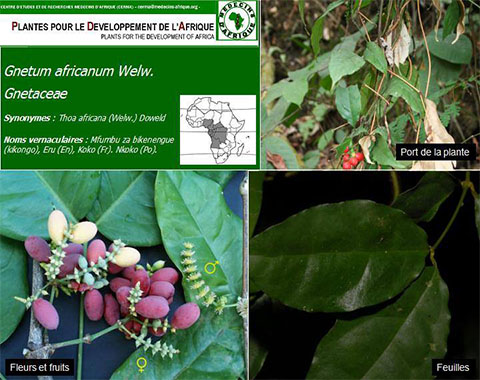 CENTRE D'ETUDES ET DE RECHERCHES MEDECINS D'AFRIQUE (CERMA) – cerma@medecins-afrique.org -
PLANTES POUR LE DEVELOPPEMENT DE L'AFRIQUE
PLANTS FOR THE DEVELOPMENT OF AFRICA
MEDECINS D'AFRIQUE
Gnetum africanum Welw.
Gnetaceae
Synonymes : Thoa africana (Welw.) Doweld
Noms vernaculaires : Mfumbu za bikenengue
(kikongo), Eru (En), Koko (Fr). Nkoko (Po).
Port de la plante
♂
♀
Fleurs et fruits
Feuilles